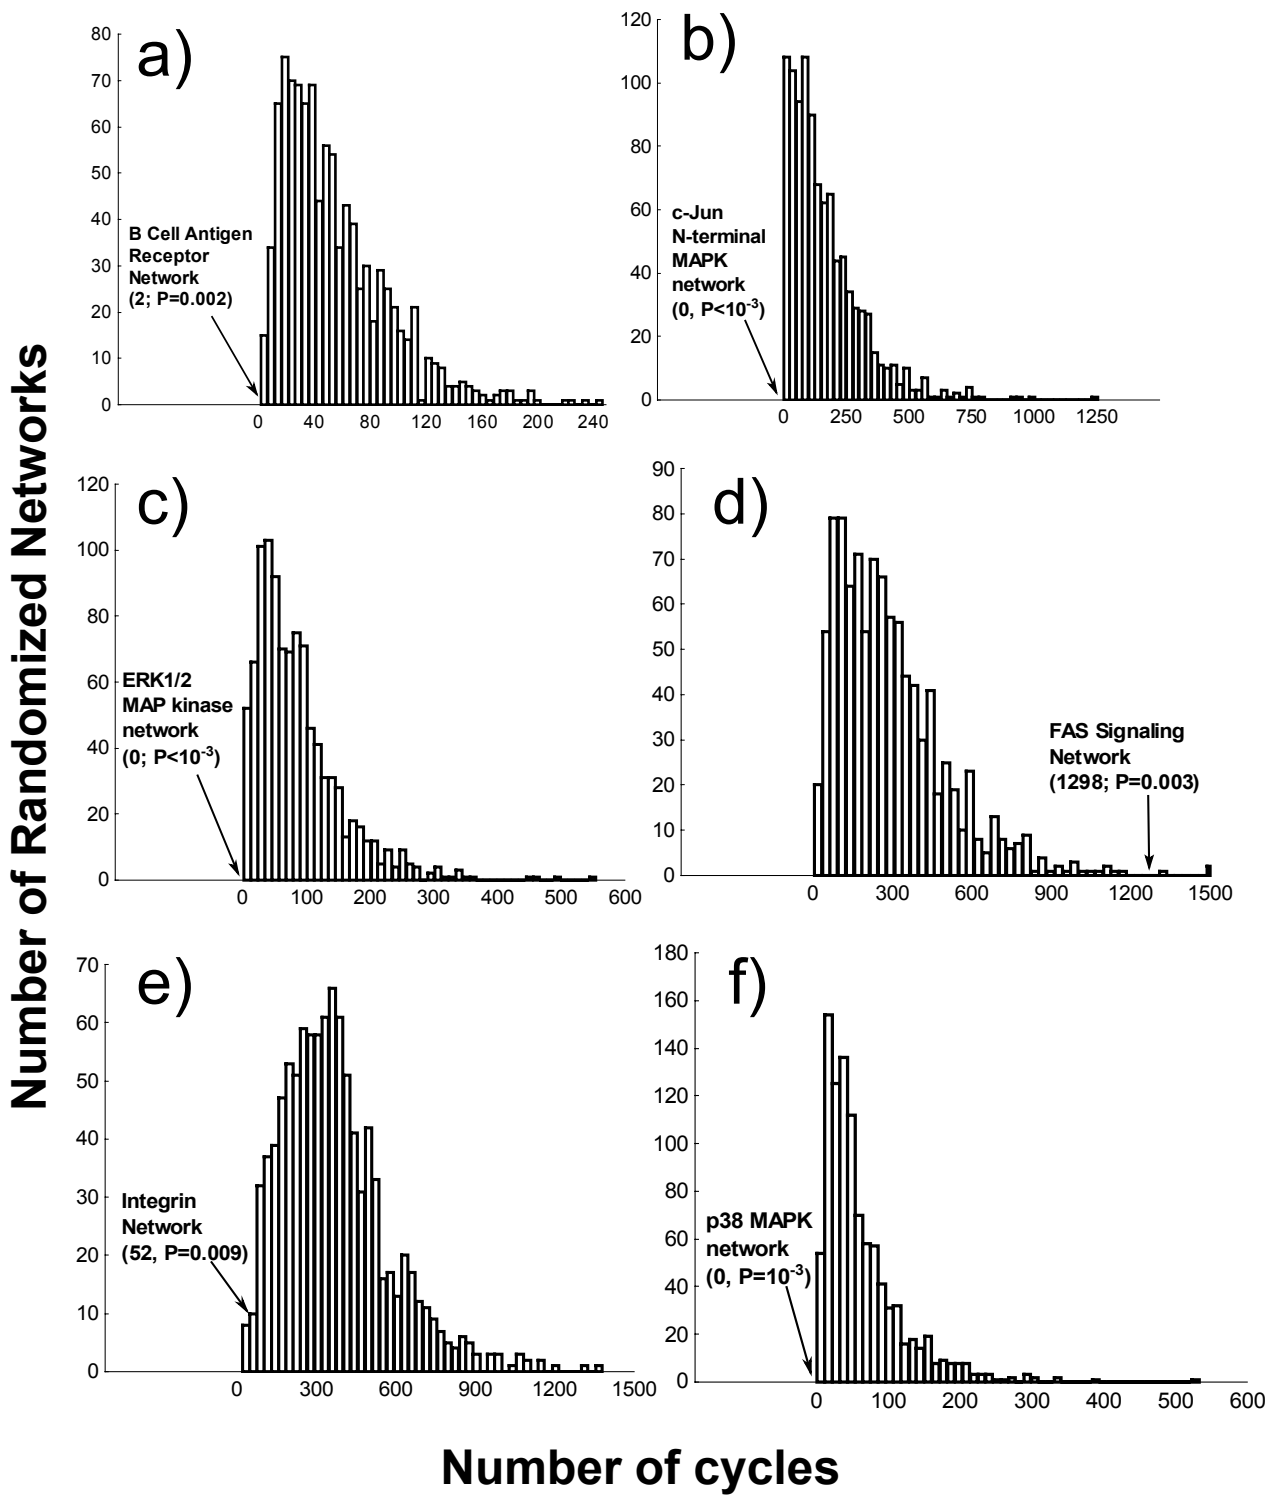 Number of Randomized Networks
a)
80
70
60
50
40
30
20
10
0
B Cell Antigen
Receptor
Network
(2; P=0.002)
0 40 80 120 160 200 240
b)
120
100
80
60
40
20
0
c-Jun
N-terminal
MAPK
network
(0, P<10-3)
0 250 500 750 1000 1250
c)
120
100
80
60
40
20
0
ERK1/2
MAP kinase
network
(0; P<10-3)
0 100 200 300 400 500 600
d)
90
80
70
60
50
40
30
20
10
0
FAS Signaling
Network
(1298; P=0.003)
0 300 600 900 1200 1500
e)
70
60
50
40
30
20
10
0
Integrin
Network
(52, P=0.009)
0 300 600 900 1200 1500
f)
180
160
140
120
100
80
60
40
20
0
p38 MAPK
network
(0, P=10-3)
0 100 200 300 400 500 600
Number of cycles